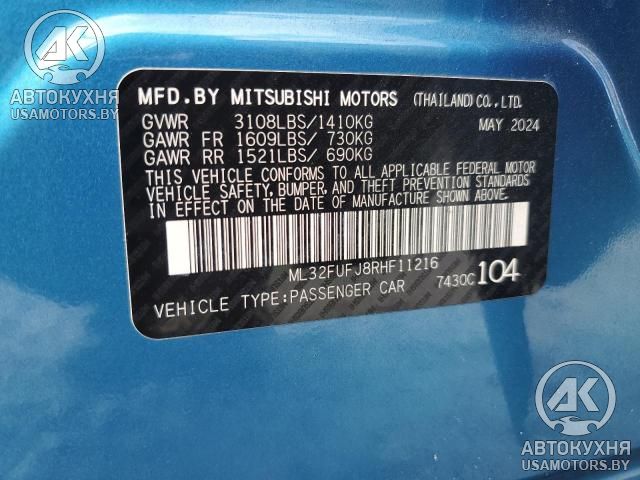 АВТОКУХНЯ
USAMOTORS.BY
MFD.BY MITSUBISHI MOTORS (THAILAND) CO., LTD.
GVWR 3108LBS/1410KG MAY 2024
GAWR FR 1609LBS/ 730KG
GAWR RR 1521LBS/ 690KG
THIS VEHICLE CONFORMS TO ALL APPLICABLE FEDERAL MOTOR
VEHICLE SAFETY, BUMPER, AND THEFT PREVENTION STANDARDS
IN EFFECT ON THE DATE OF MANUFACTURE SHOWN ABOVE.
ML32FUFJ8RHF11216
VEHICLE TYPE:PASSENGER CAR 7430C 104
АК
АВТОКУХНЯ
USAMOTORS.BY